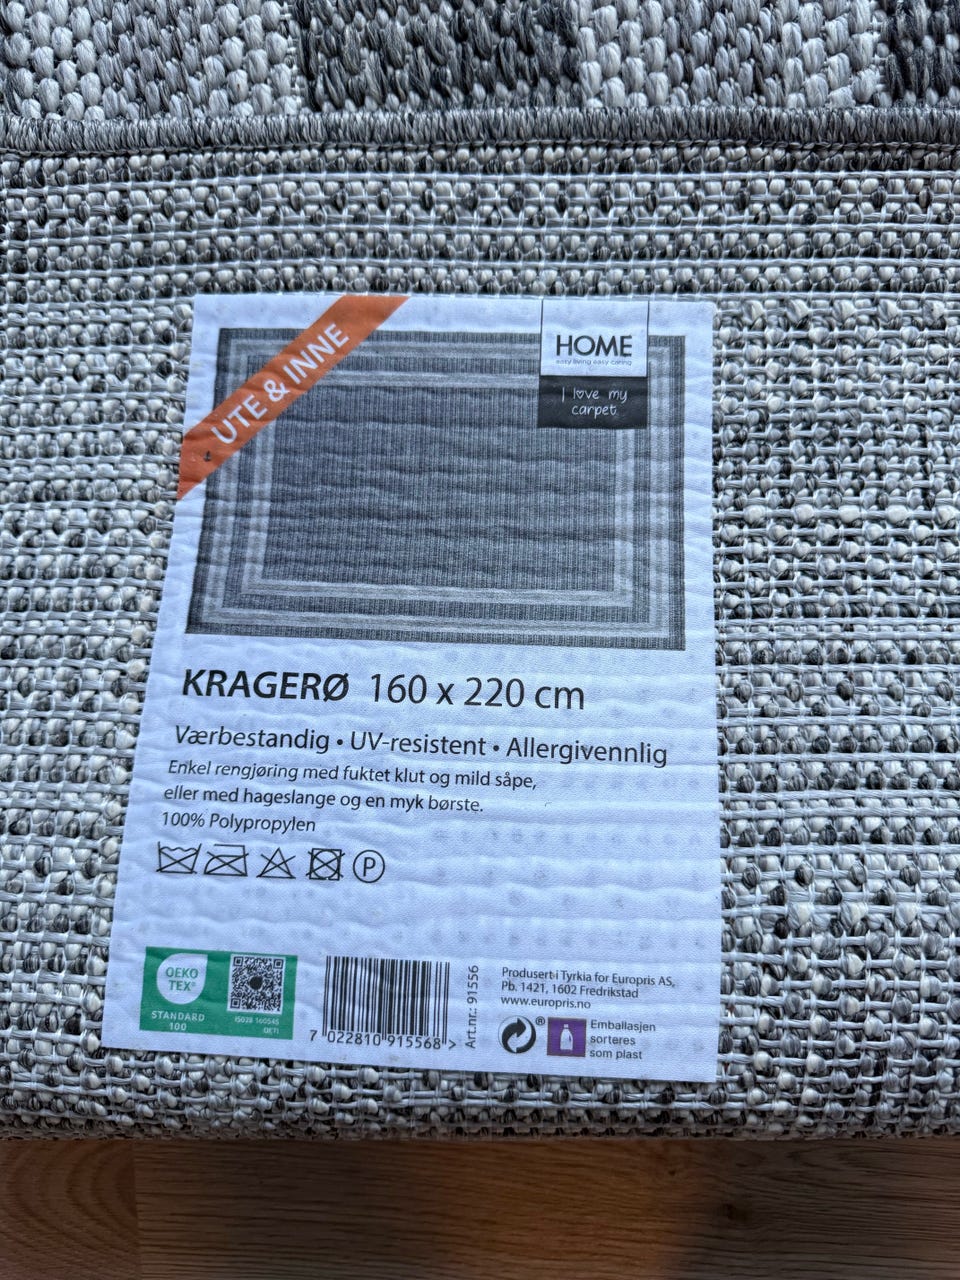 UTE & INNE
HOME
easy living easy caring
I love my
carpet.
KRAGERØ 160 x 220 cm
Værbestandig • UV-resistent • Allergivennlig
Enkel rengjøring med fuktet klut og mild såpe,
eller med hageslange og en myk børste.
100% Polypropylen
P
OEKO
TEX®
STANDARD
100
IS028 160545
OETI
7 022810 915568 >
Art.nr.: 91556
Produsert i Tyrkia for Europris AS,
Pb. 1421, 1602 Fredrikstad
www.europris.no
®
Emballasjen
sorteres
som plast